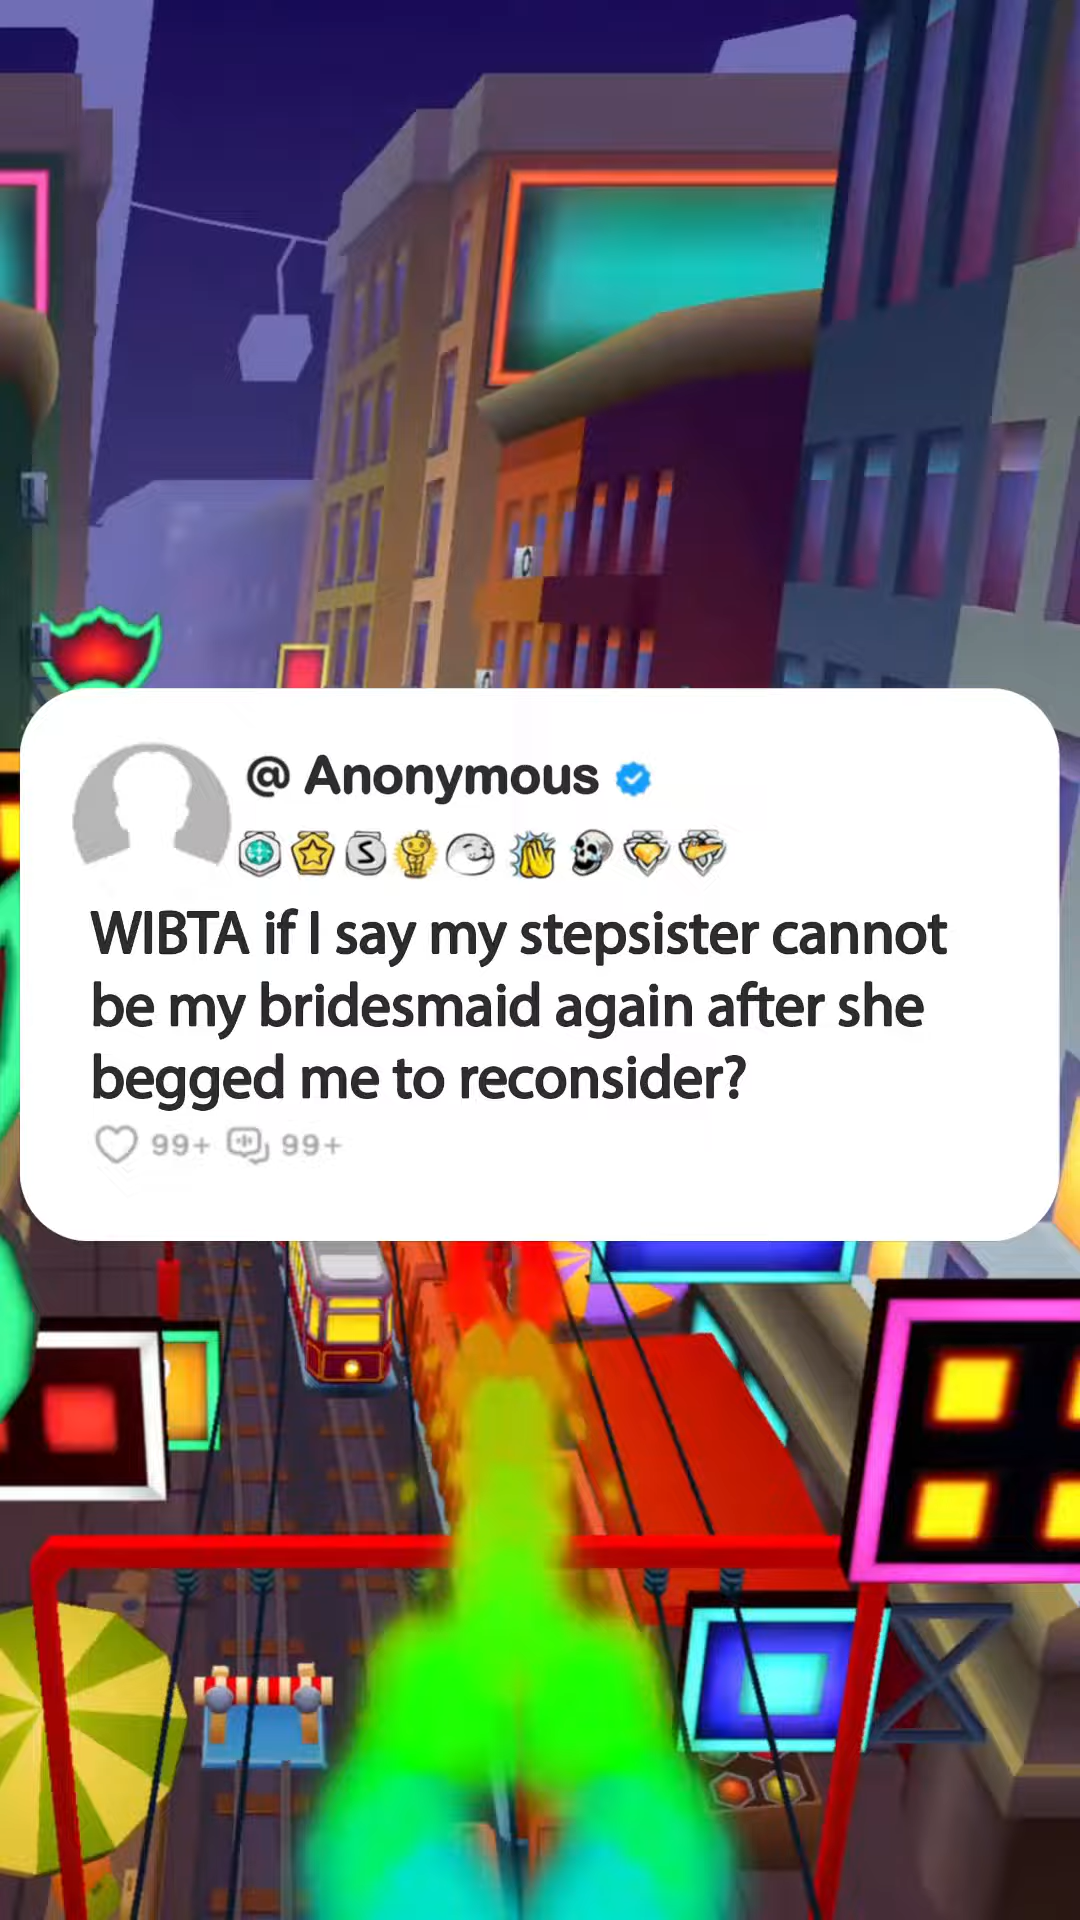 @ Anonymous
WIBTA if I say my stepsister cannot
be my bridesmaid again after she
begged me to reconsider?
99+ 99+